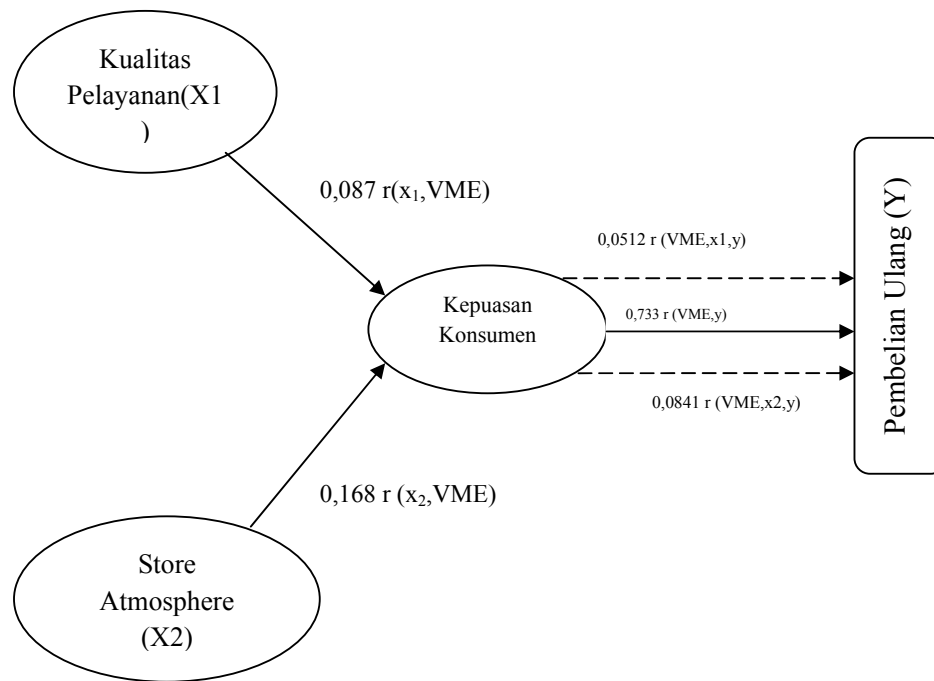 Kualitas
Pelayanan(X1
)
0,087 r(x₁,VME)
0,0512 r (VME,x1,y)
Kepuasan
Konsumen
0,733 r (VME,y)
0,0841 r (VME,x2,y)
Pembelian Ulang (Y)
0,168 r (x₂,VME)
Store
Atmosphere
(X2)